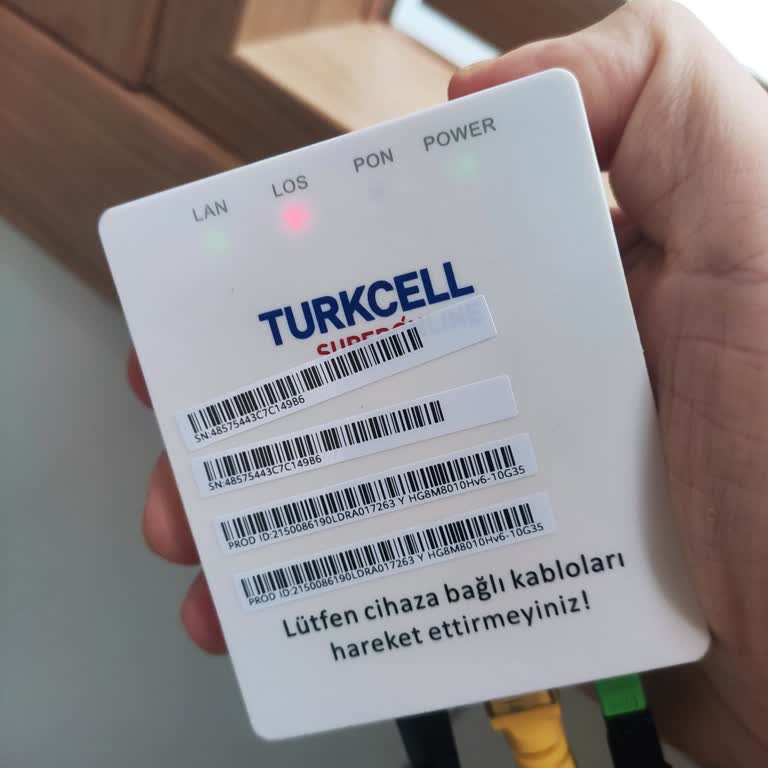 LAN LOS PON POWER
TURKCELL
SUPERONLINE
SN:48575443C7C149B6
SN:48575443C7C149B6
PROD ID:2150086190LDRA017263 Y HG8M8010Hv6-10G35
PROD ID:2150086190LDRA017263 Y HG8M8010Hv6-10G35
Lütfen cihaza bağlı kabloları
hareket ettirmeyiniz!